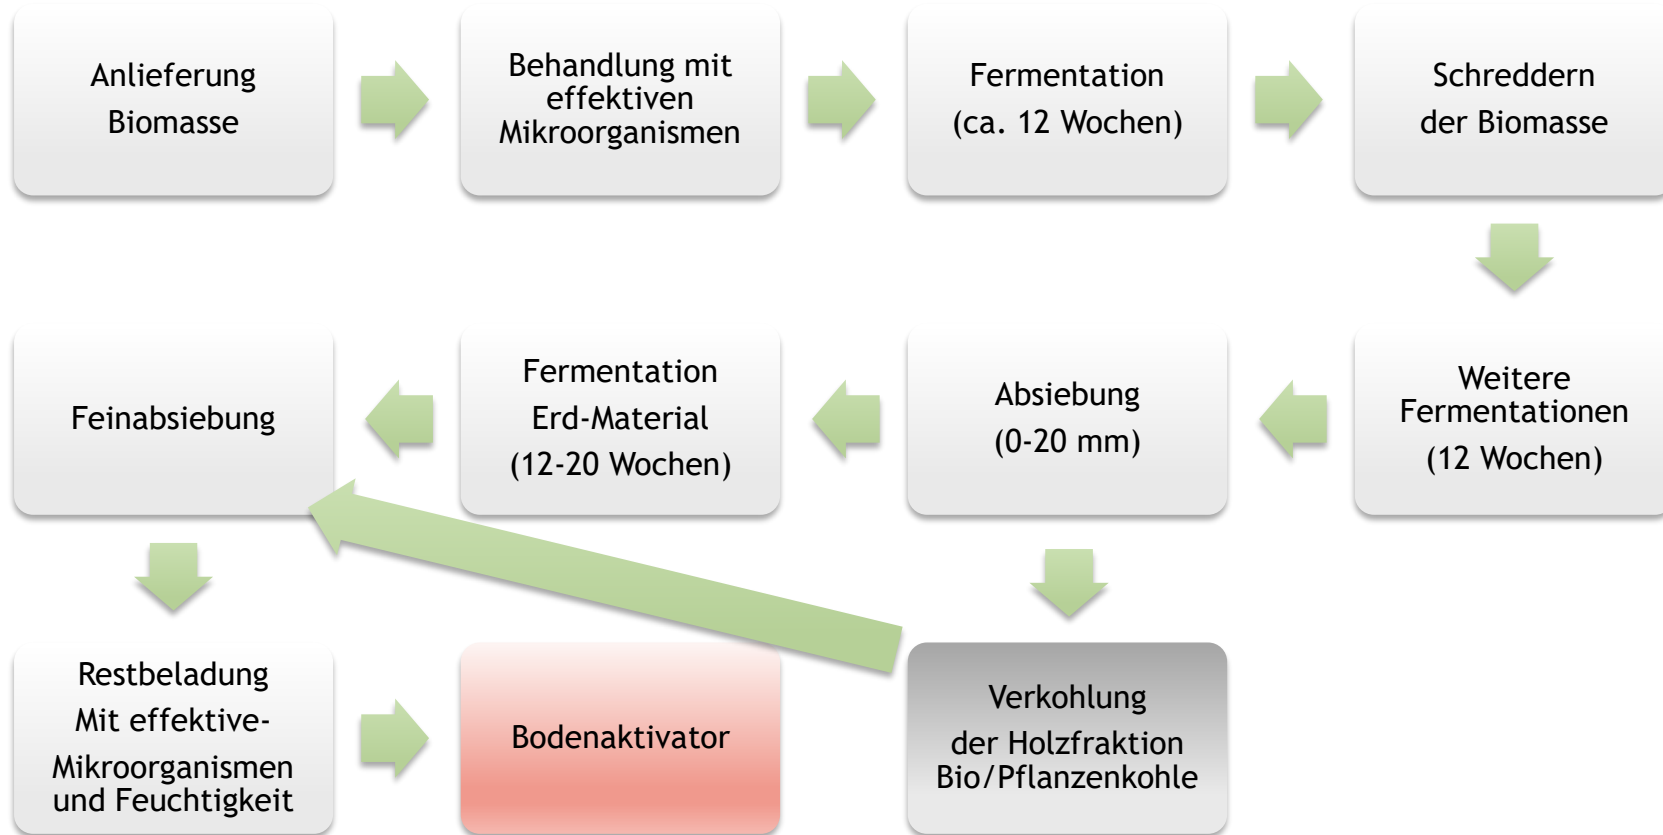 Anlieferung
Biomasse
Behandlung mit
effektiven
Mikroorganismen
Fermentation
(ca. 12 Wochen)
Schreddern
der Biomasse
Feinabsiebung
Fermentation
Erd-Material
(12-20 Wochen)
Absiebung
(0-20 mm)
Weitere
Fermentationen
(12 Wochen)
Restbeladung
Mit effektive-
Mikroorganismen
und Feuchtigkeit
Bodenaktivator
Verkohlung
der Holzfraktion
Bio/Pflanzenkohle